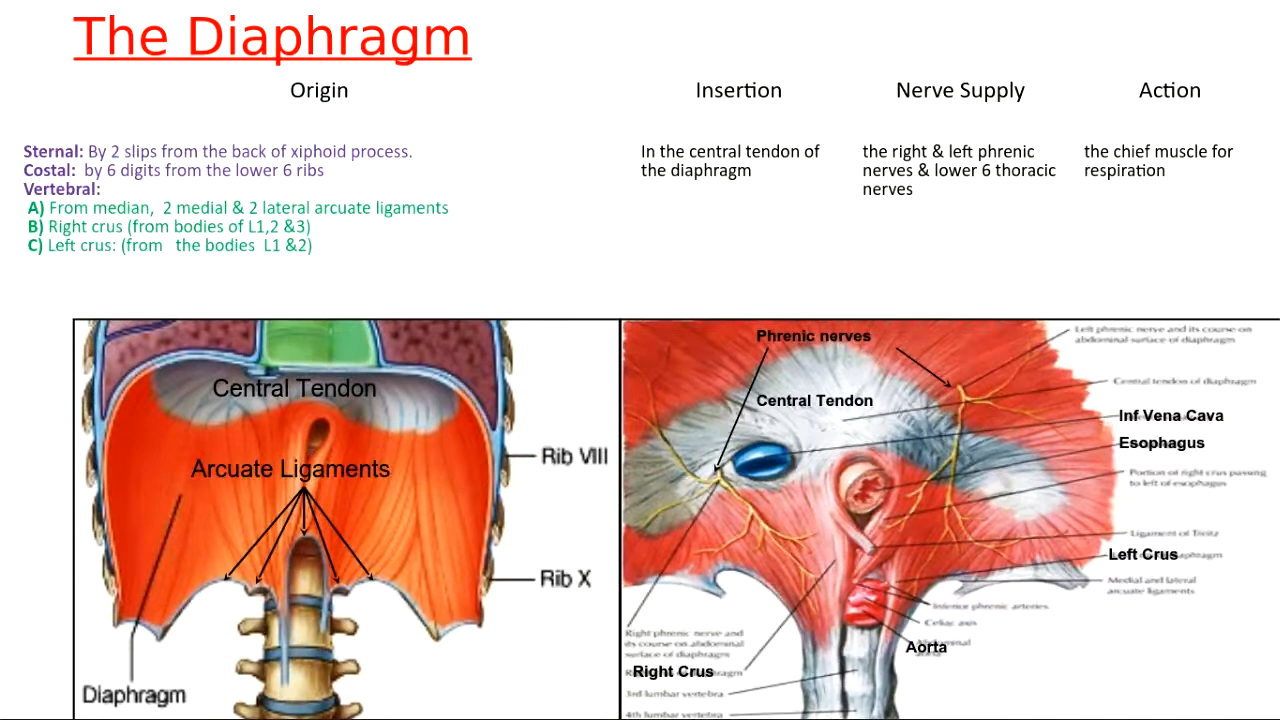 The Diaphragm
Origin
Insertion
Nerve Supply
Action
Sternal: By 2 slips from the back of xiphoid process.
Costal: by 6 digits from the lower 6 ribs
Vertebral:
A) From median, 2 medial & 2 lateral arcuate ligaments
B) Right crus (from bodies of L1,2 &3)
C) Left crus: (from the bodies L1 &2)
In the central tendon of
the diaphragm
the right & left phrenic
nerves & lower 6 thoracic
nerves
the chief muscle for
respiration
Central Tendon
Arcuate Ligaments
Rib VIII
Rib X
Diaphragm
Phrenic nerves
Central Tendon
Left phrenic nerve and its course on
abdominal surface of diaphragm
Central tendon of diaphragm
Inf Vena Cava
Esophagus
Portion of right crus passing
to left of esophagus
Ligament of Treitz
Left Crus
Medial and lateral
arcuate ligaments
Inferior phrenic arteries
Celiac axis
Aorta
Right phrenic nerve and
its course on abdominal
surface of diaphragm
Right Crus
3rd lumbar vertebra
4th lumbar vertebra